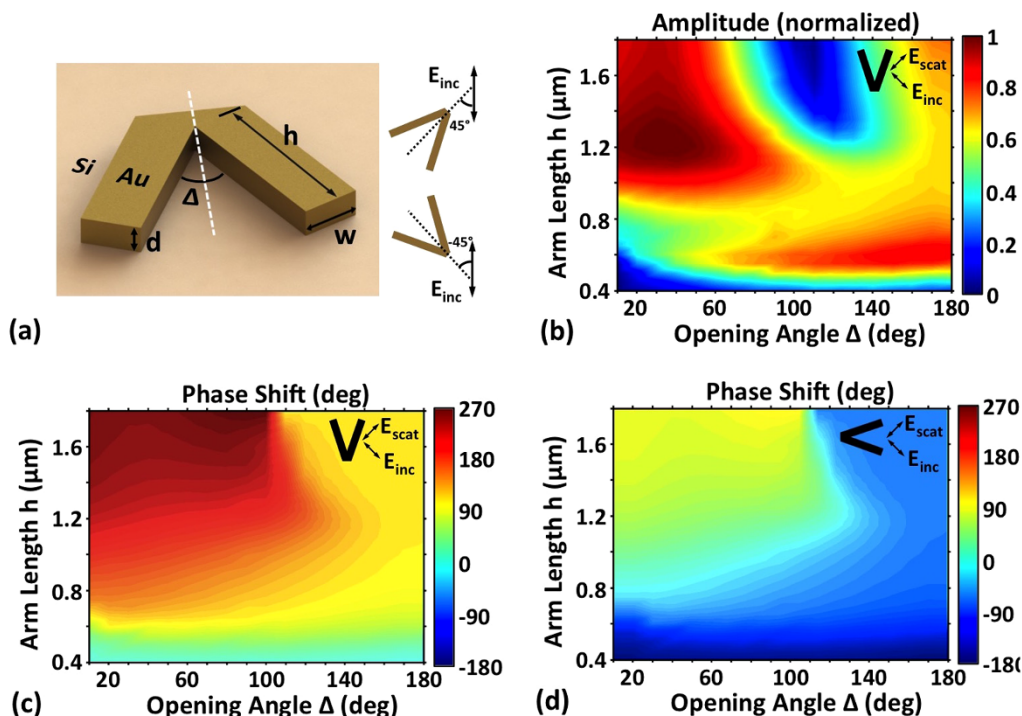 Si
Au
h
Δ
d
w
E_inc
45°
-45°
E_inc
(a)
Amplitude (normalized)
E_scat
E_inc
Arm Length h (μm)
1.6
1.2
0.8
0.4
20 60 100 140 180
Opening Angle Δ (deg)
1
0.8
0.6
0.4
0.2
0
(b)
Phase Shift (deg)
E_scat
E_inc
Arm Length h (μm)
1.6
1.2
0.8
0.4
20 60 100 140 180
Opening Angle Δ (deg)
270
180
90
0
-90
-180
(c)
Phase Shift (deg)
E_scat
E_inc
Arm Length h (μm)
1.6
1.2
0.8
0.4
20 60 100 140 180
Opening Angle Δ (deg)
270
180
90
0
-90
-180
(d)